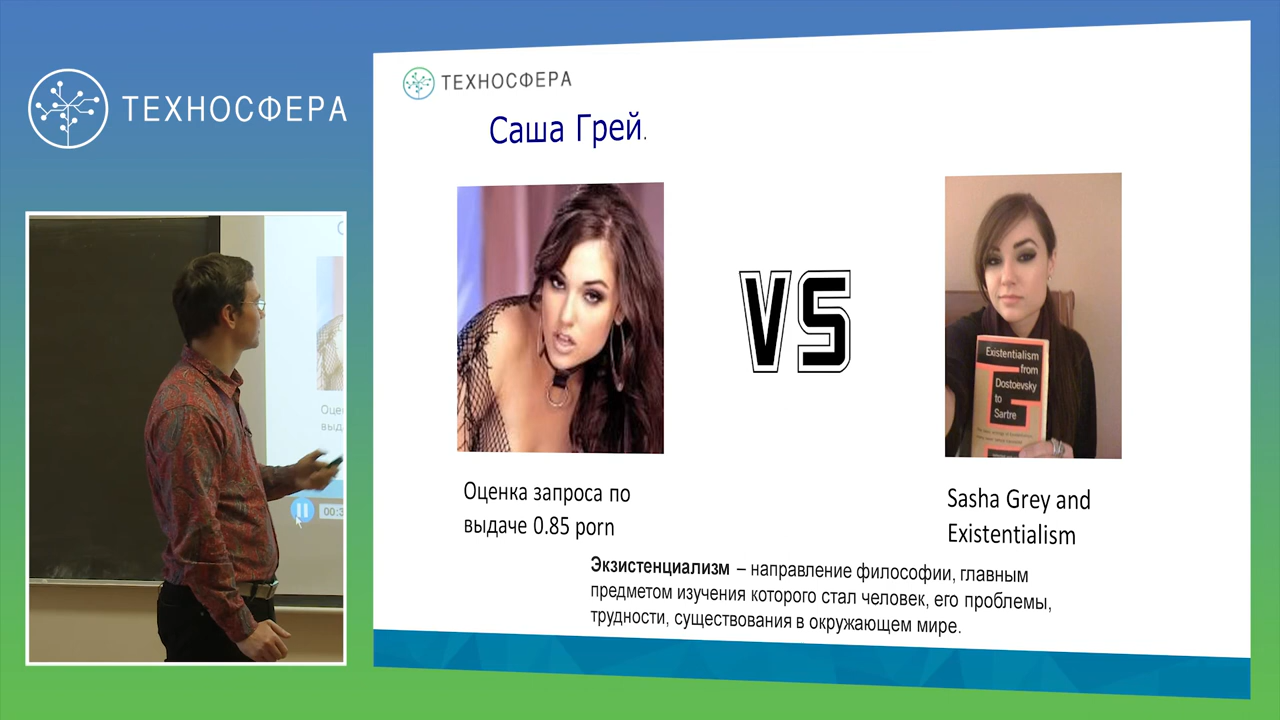 ТЕХНОСФЕРА
ТЕХНОСФЕРА
Саша Грей.
VS
Existentialism
from
Dostoevsky
to
Sartre
Оценка запроса по
выдаче 0.85 porn
Sasha Grey and
Existentialism
Экзистенциализм – направление философии, главным
предметом изучения которого стал человек, его проблемы,
трудности, существования в окружающем мире.